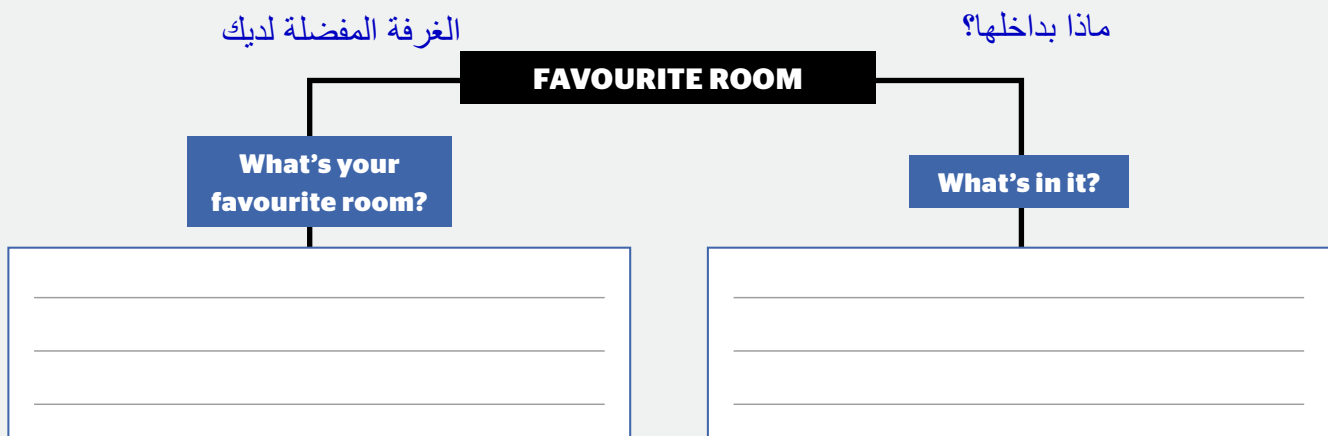 الغرفة المفضلة لديك
ماذا بداخلها؟
FAVOURITE ROOM
What's your
favourite room?
What's in it?